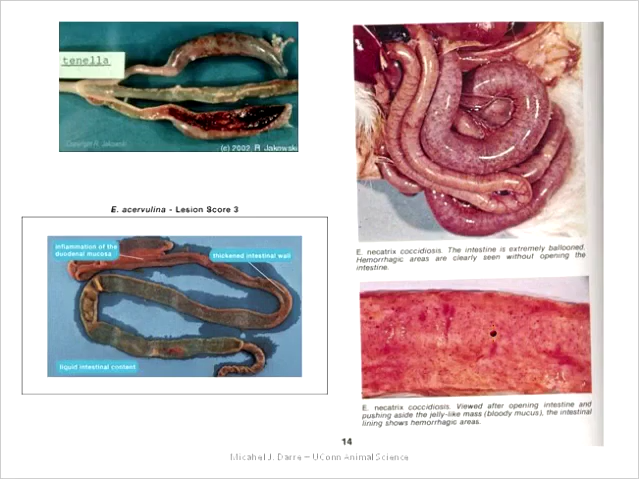 tenella
Copyright R. Jakowski
(c) 2002 R. Jakowski
E. acervulina - Lesion Score 3
inflammation of the
duodenal mucosa
thickened intestinal wall
liquid intestinal content
E. necatrix coccidiosis. The intestine is extremely ballooned.
Hemorrhagic areas are clearly seen without opening the
intestine.
E. necatrix coccidiosis. Viewed after opening intestine and
pushing aside the jelly-like mass (bloody mucus), the intestinal
lining shows hemorrhagic areas.
14
Micahel J. Darre – UConn Animal Science